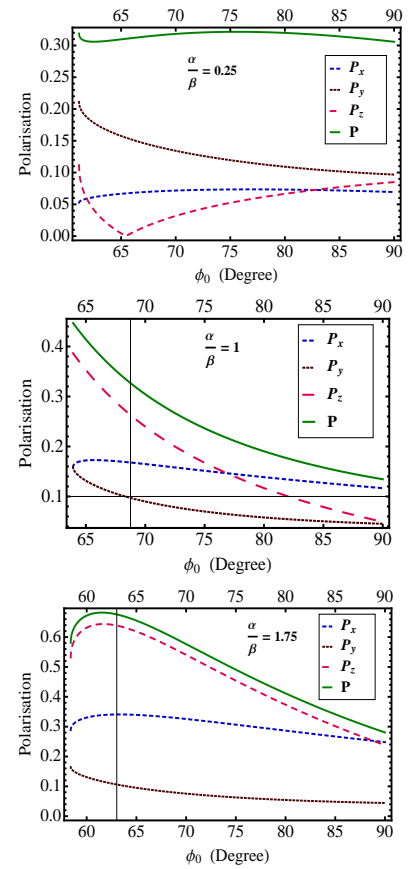 65 70 75 80 85 90
0.30
0.25
0.20
0.15
0.10
0.05
0.00
Polarisation
α/β = 0.25
Pₓ
P_y
P_z
P
65 70 75 80 85 90
ϕ₀ (Degree)
65 70 75 80 85 90
0.4
0.3
0.2
0.1
Polarisation
α/β = 1
Pₓ
P_y
P_z
P
65 70 75 80 85 90
ϕ₀ (Degree)
60 65 70 75 80 85 90
0.6
0.5
0.4
0.3
0.2
0.1
0.0
Polarisation
α/β = 1.75
Pₓ
P_y
P_z
P
60 65 70 75 80 85 90
ϕ₀ (Degree)